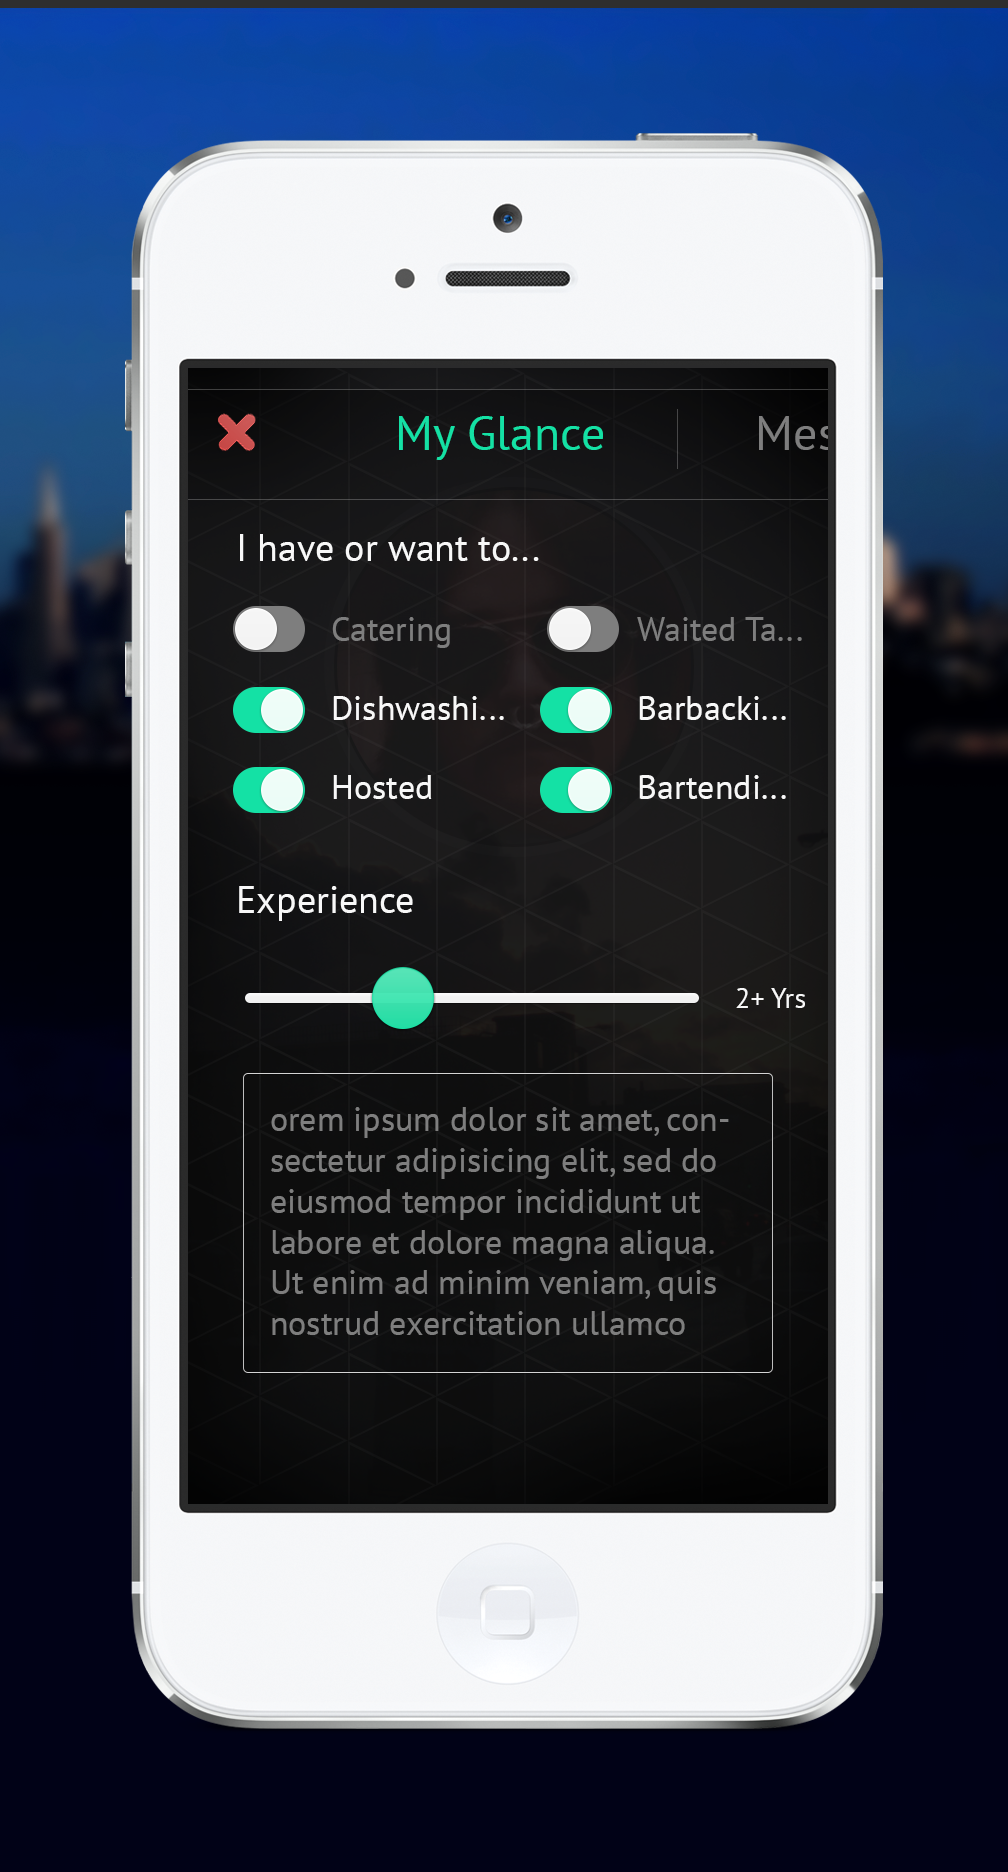 My Glance
Mes
I have or want to...
Catering
Waited Ta...
Dishwashi...
Barbacki...
Hosted
Bartendi...
Experience
2+ Yrs
orem ipsum dolor sit amet, con-
sectetur adipisicing elit, sed do
eiusmod tempor incididunt ut
labore et dolore magna aliqua.
Ut enim ad minim veniam, quis
nostrud exercitation ullamco